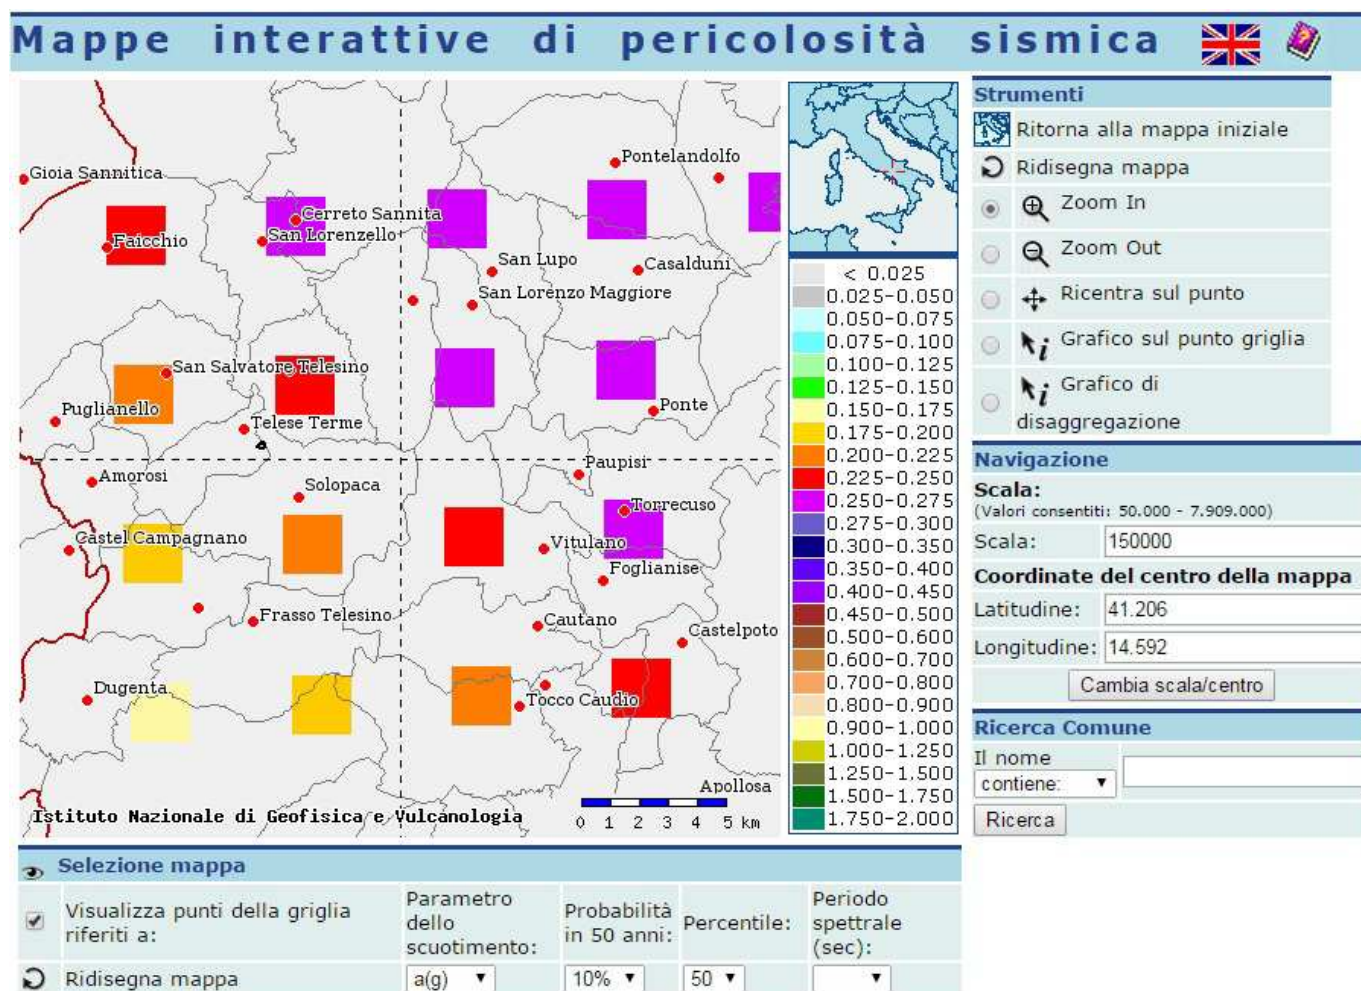 Mappe interattive di pericolosità sismica
Gioia Sannitica
Pontelandolfo
Cerreto Sannita
Faicchio
San Lorenzello
San Lupo
Casalduni
San Lorenzo Maggiore
San Salvatore Telesino
Puglianello
Telese Terme
Ponte
Amorosi
Solopaca
Paupisi
Torrecuso
Castel Campagnano
Vitulano
Foglianise
Frasso Telesino
Cautano
Castelpoto
Dugenta
Tocco Caudio
Apollosa
Istituto Nazionale di Geofisica e Vulcanologia
0 1 2 3 4 5 km
< 0.025
0.025-0.050
0.050-0.075
0.075-0.100
0.100-0.125
0.125-0.150
0.150-0.175
0.175-0.200
0.200-0.225
0.225-0.250
0.250-0.275
0.275-0.300
0.300-0.350
0.350-0.400
0.400-0.450
0.450-0.500
0.500-0.600
0.600-0.700
0.700-0.800
0.800-0.900
0.900-1.000
1.000-1.250
1.250-1.500
1.500-1.750
1.750-2.000
Strumenti
Ritorna alla mappa iniziale
Ridisegna mappa
Zoom In
Zoom Out
Ricentra sul punto
i Grafico sul punto griglia
i Grafico di
disaggregazione
Navigazione
Scala:
(Valori consentiti: 50.000 - 7.909.000)
Scala: 150000
Coordinate del centro della mappa
Latitudine: 41.206
Longitudine: 14.592
Cambia scala/centro
Ricerca Comune
Il nome
contiene:
Ricerca
Selezione mappa
Visualizza punti della griglia
riferiti a:
Parametro
dello
scuotimento:
Probabilità
in 50 anni:
Percentile:
Periodo
spettrale
(sec):
Ridisegna mappa
a(g)
10%
50